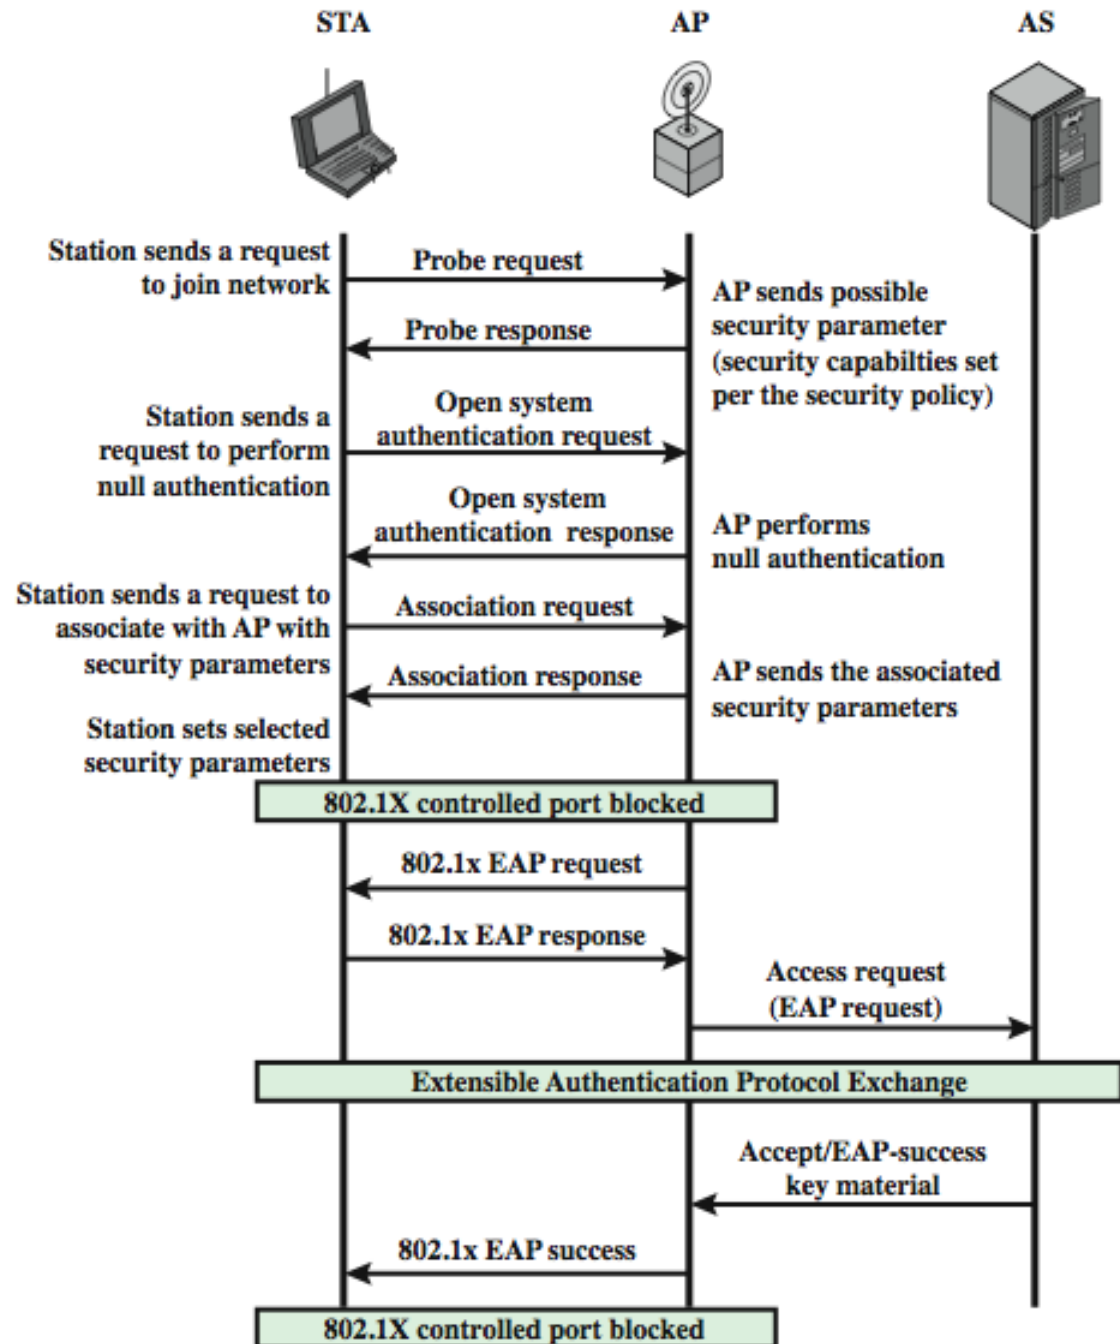 STA
AP
AS
Station sends a request
to join network
Probe request
AP sends possible
security parameter
(security capabilties set
per the security policy)
Probe response
Station sends a
request to perform
null authentication
Open system
authentication request
Open system
authentication response
AP performs
null authentication
Station sends a request to
associate with AP with
security parameters
Association request
Association response
AP sends the associated
security parameters
Station sets selected
security parameters
802.1X controlled port blocked
802.1x EAP request
802.1x EAP response
Access request
(EAP request)
Extensible Authentication Protocol Exchange
Accept/EAP-success
key material
802.1x EAP success
802.1X controlled port blocked